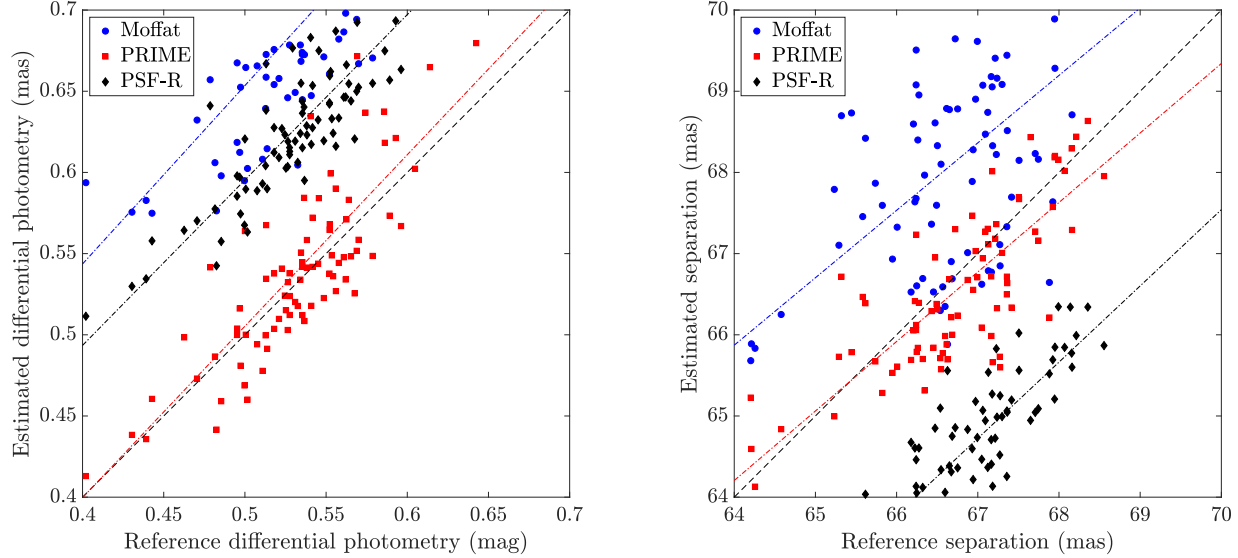 Estimated differential photometry (mas)
0.7
0.65
0.6
0.55
0.5
0.45
0.4
Moffat
PRIME
PSF-R
0.4 0.45 0.5 0.55 0.6 0.65 0.7
Reference differential photometry (mag)
Estimated separation (mas)
70
69
68
67
66
65
64
Moffat
PRIME
PSF-R
64 65 66 67 68 69 70
Reference separation (mas)